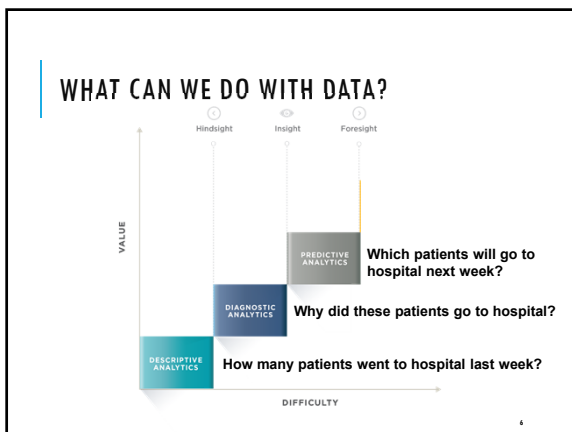 WHAT CAN WE DO WITH DATA?
Hindsight
Insight
Foresight
VALUE
PREDICTIVE
ANALYTICS
Which patients will go to
hospital next week?
DIAGNOSTIC
ANALYTICS
Why did these patients go to hospital?
DESCRIPTIVE
ANALYTICS
How many patients went to hospital last week?
DIFFICULTY
6